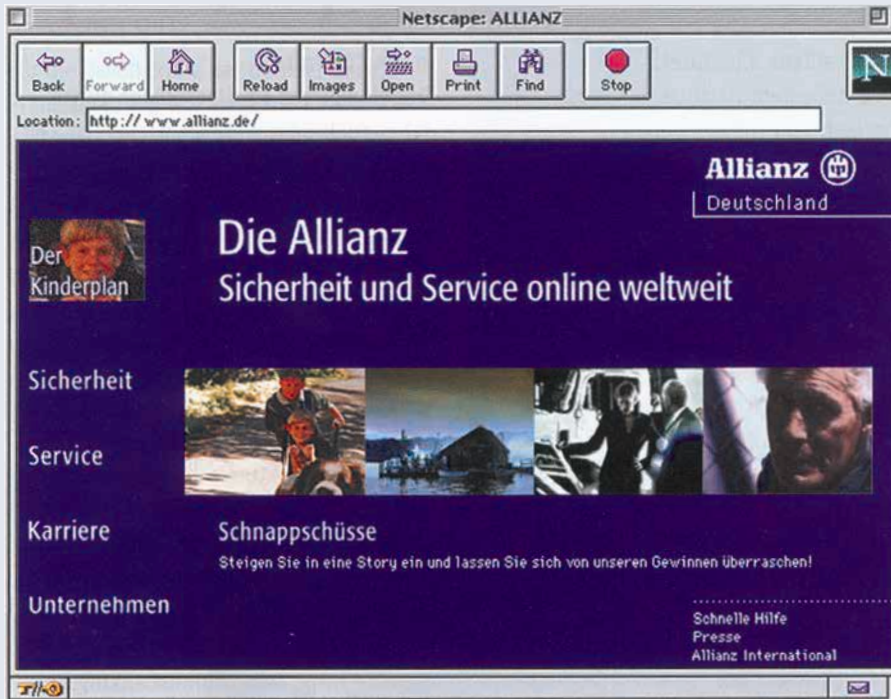 Netscape: ALLIANZ
Back Forward Home Reload Images Open Print Find Stop
N
Location: http://www.allianz.de/
Allianz
Deutschland
Der
Kinderplan
Die Allianz
Sicherheit und Service online weltweit
Sicherheit
Service
Karriere
Schnappschüsse
Steigen Sie in eine Story ein und lassen Sie sich von unseren Gewinnen überraschen!
Unternehmen
Schnelle Hilfe
Presse
Allianz International